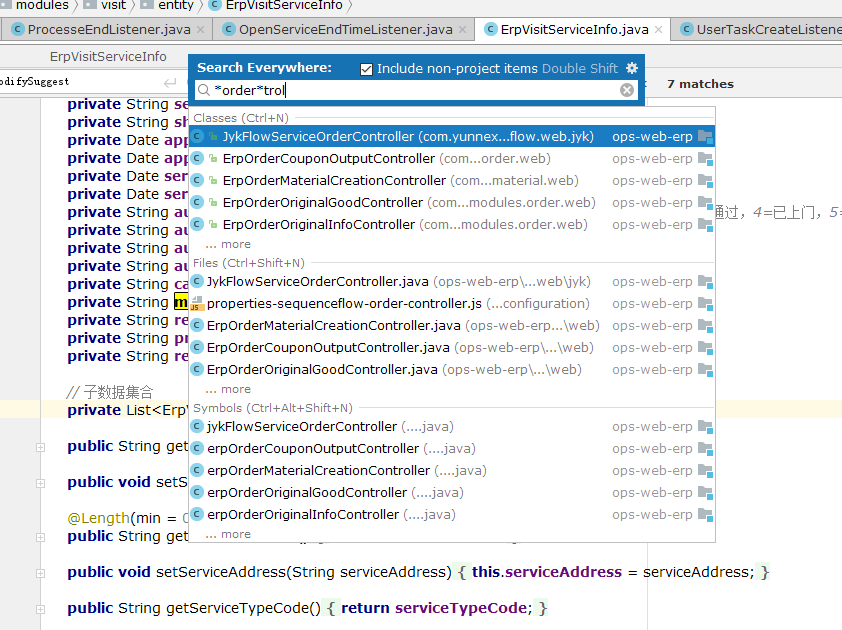 modules visit entity ErpVisitServiceInfo
ProcesseEndListener.java OpenServiceEndTimeListener.java ErpVisitServiceInfo.java UserTaskCreateListene
ErpVisitServiceInfo
Search Everywhere: Include non-project items Double Shift
odifySuggest
7 matches
*order*trol
private String se
private String sh
private Date app
private Date app
private Date ser
private Date ser
private String au
private String au
private String au
private String au
private String ca
private String m
private String re
private String pr
private String re
通过，4=已上门，5=
Classes (Ctrl+N)
JykFlowServiceOrderController (com.yunnex...flow.web.jyk) ops-web-erp
ErpOrderCouponOutputController (com...order.web) ops-web-erp
ErpOrderMaterialCreationController (com...material.web) ops-web-erp
ErpOrderOriginalGoodController (com...modules.order.web) ops-web-erp
ErpOrderOriginalInfoController (com...modules.order.web) ops-web-erp
... more
Files (Ctrl+Shift+N)
JykFlowServiceOrderController.java (ops-web-erp\...web\jyk) ops-web-erp
properties-sequenceflow-order-controller.js (...configuration) ops-web-erp
ErpOrderMaterialCreationController.java (ops-web-erp...\web) ops-web-erp
ErpOrderCouponOutputController.java (ops-web-erp\...\web) ops-web-erp
ErpOrderOriginalGoodController.java (ops-web-erp\...\web) ops-web-erp
... more
Symbols (Ctrl+Alt+Shift+N)
jykFlowServiceOrderController (....java) ops-web-erp
erpOrderCouponOutputController (....java) ops-web-erp
erpOrderMaterialCreationController (....java) ops-web-erp
erpOrderOriginalGoodController (....java) ops-web-erp
erpOrderOriginalInfoController (....java) ops-web-erp
... more
// 子数据集合
private List<Erp
public String get
public void setS
@Length(min = 0
public String get
public void setServiceAddress(String serviceAddress) { this.serviceAddress = serviceAddress; }
public String getServiceTypeCode() { return serviceTypeCode; }